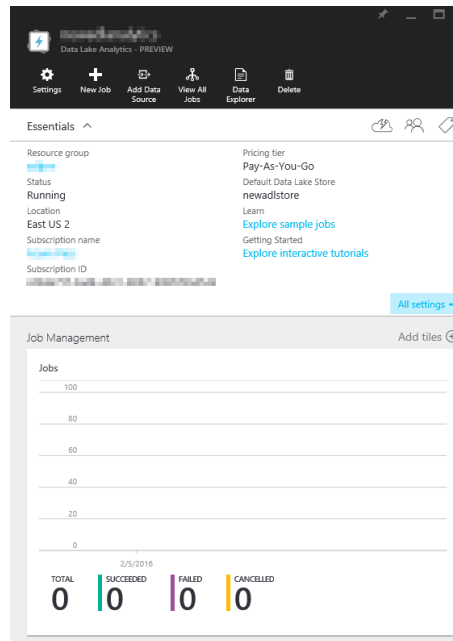 Data Lake Analytics - PREVIEW
Settings New Job Add Data Source View All Jobs Data Explorer Delete
Essentials
Resource group
Pricing tier
Pay-As-You-Go
Status
Running
Default Data Lake Store
newadlstore
Location
East US 2
Learn
Explore sample jobs
Subscription name
Getting Started
Explore interactive tutorials
Subscription ID
All settings
Job Management
Add tiles
Jobs
100
80
60
40
20
0
2/5/2016
TOTAL SUCCEEDED FAILED CANCELLED
0 0 0 0